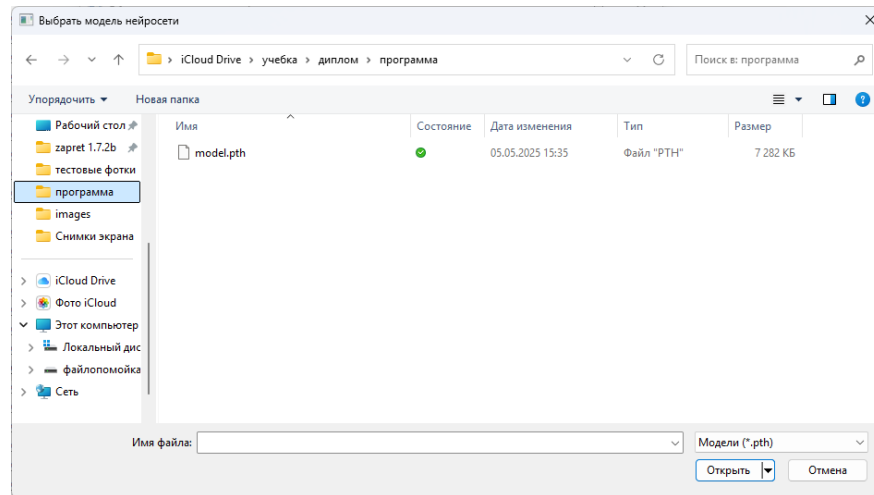 Выбрать модель нейросети
iCloud Drive > учебка > диплом > программа
Поиск в: программа
Упорядочить
Новая папка
Рабочий стол
zapret 1.7.2b
тестовые фотки
программа
images
Снимки экрана
iCloud Drive
Фото iCloud
Этот компьютер
Локальный дис
файлопомойка
Сеть
Имя Состояние Дата изменения Тип Размер
model.pth 05.05.2025 15:35 Файл "PTH" 7 282 КБ
Имя файла:
Модели (*.pth)
Открыть Отмена